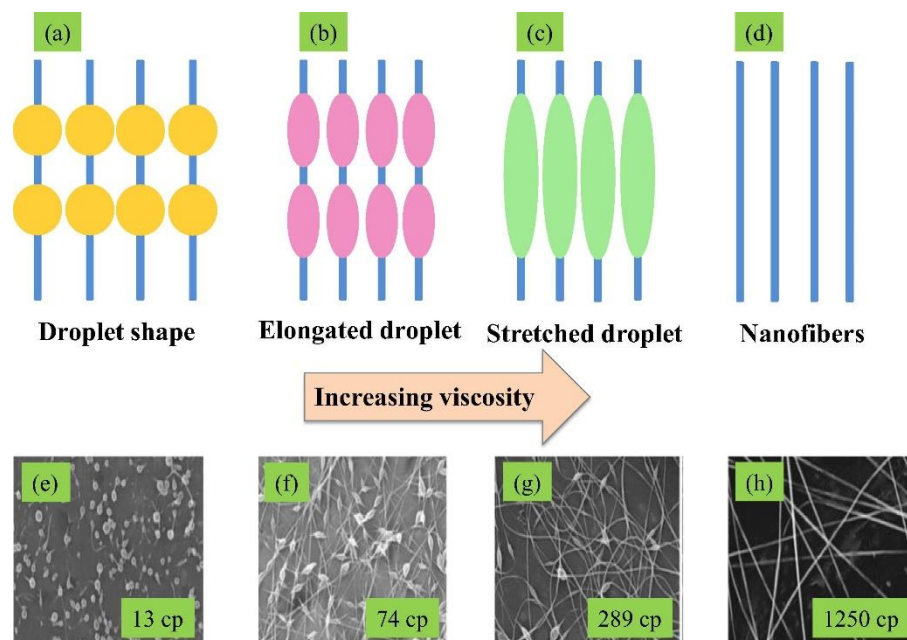 (a)
(b)
(c)
(d)
Droplet shape
Elongated droplet
Stretched droplet
Nanofibers
Increasing viscosity
(e)
(f)
(g)
(h)
13 cp
74 cp
289 cp
1250 cp